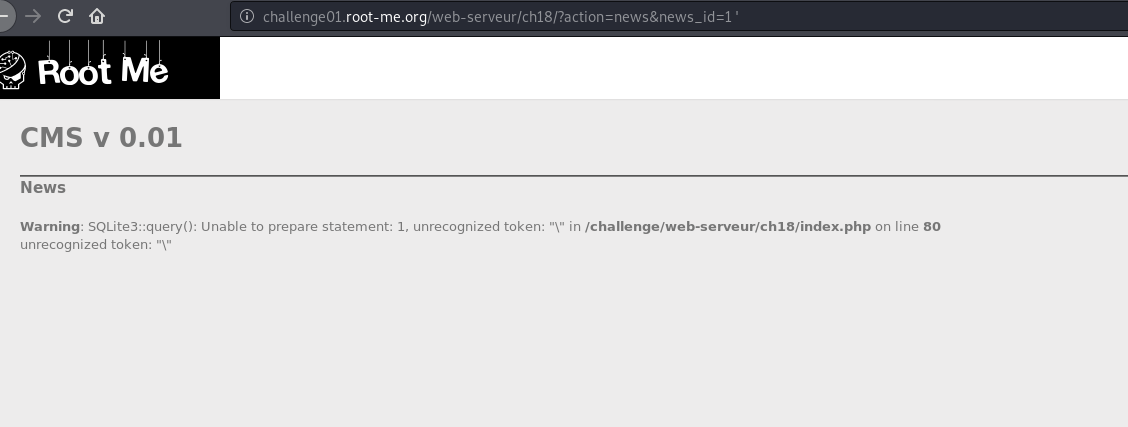 challenge01.root-me.org/web-serveur/ch18/?action=news&news_id=1 '
Root Me
CMS v 0.01
News
Warning: SQLite3::query(): Unable to prepare statement: 1, unrecognized token: "\" in /challenge/web-serveur/ch18/index.php on line 80
unrecognized token: "\"